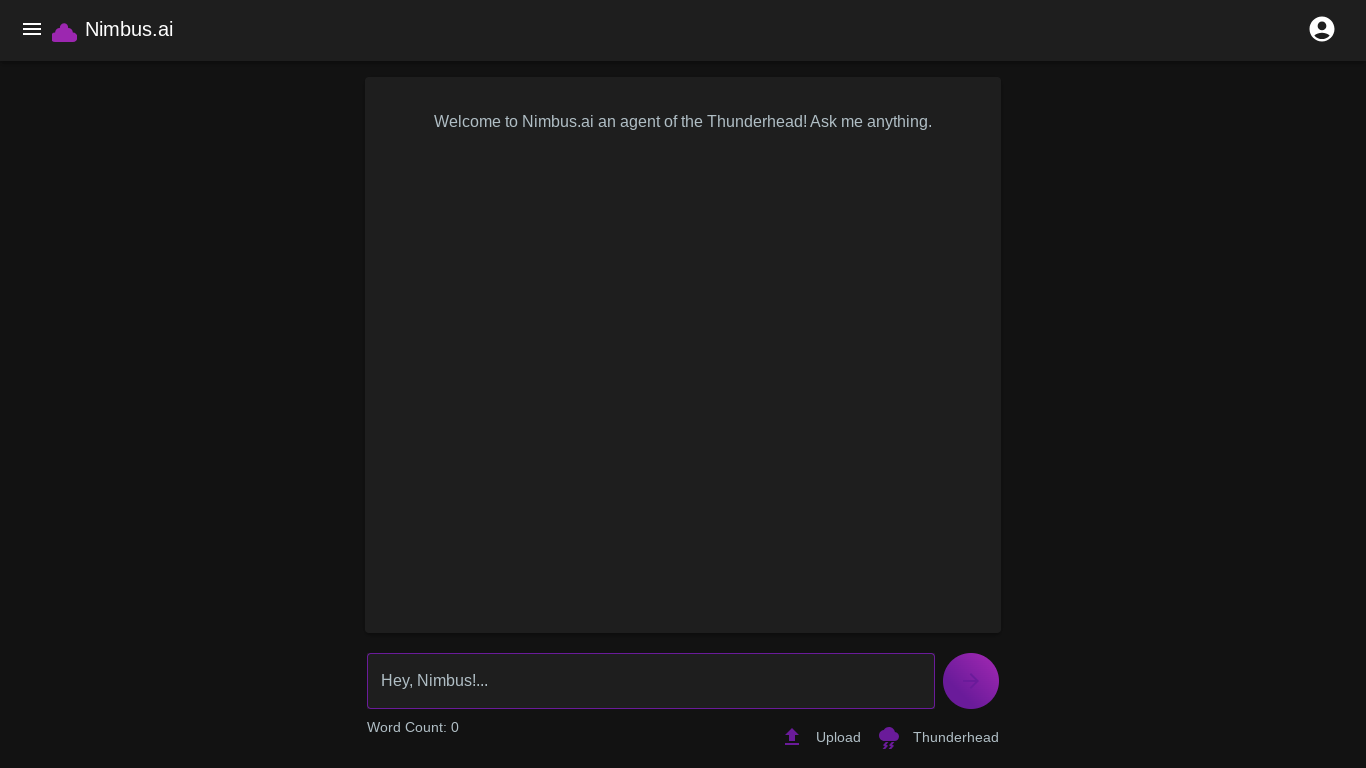 Nimbus.ai
Welcome to Nimbus.ai an agent of the Thunderhead! Ask me anything.
Hey, Nimbus!...
Word Count: 0
Upload
Thunderhead